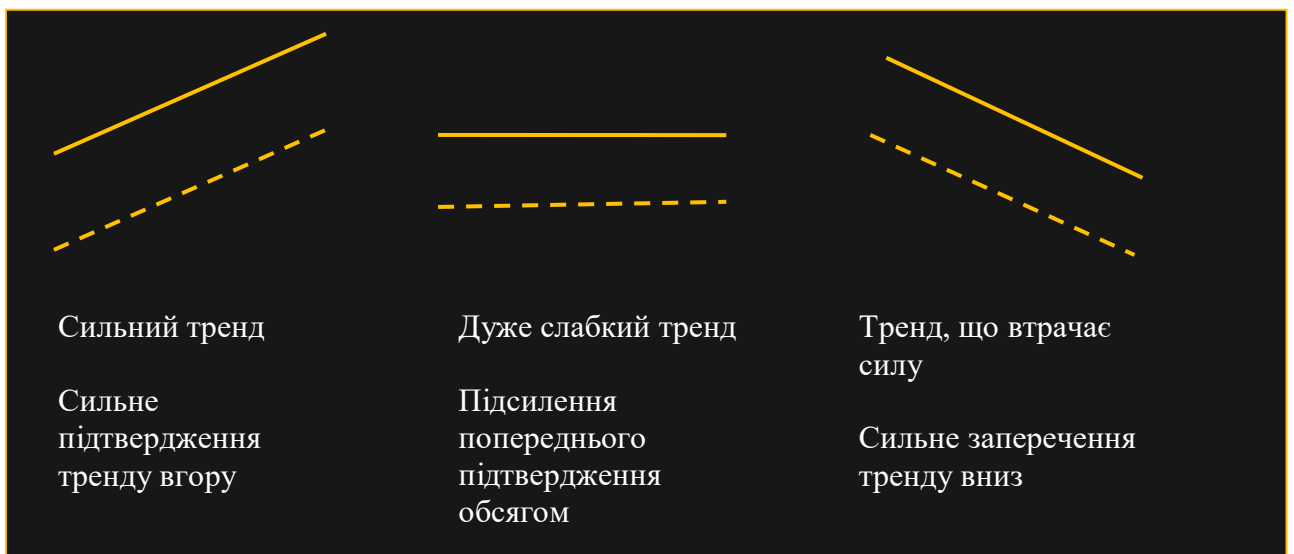 Сильний тренд
Сильне
підтвердження
тренду вгору
Дуже слабкий тренд
Підсилення
попереднього
підтвердження
обсягом
Тренд, що втрачає
силу
Сильне заперечення
тренду вниз